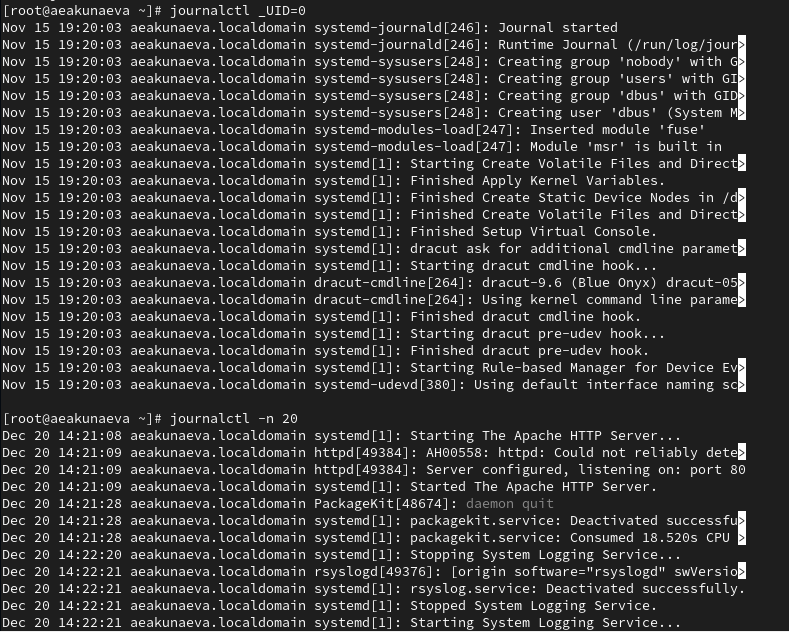 [root@aeakunaeva ~]# journalctl _UID=0
Nov 15 19:20:03 aeakunaeva.localdomain systemd-journald[246]: Journal started
Nov 15 19:20:03 aeakunaeva.localdomain systemd-journald[246]: Runtime Journal (/run/log/jour>
Nov 15 19:20:03 aeakunaeva.localdomain systemd-sysusers[248]: Creating group 'nobody' with G>
Nov 15 19:20:03 aeakunaeva.localdomain systemd-sysusers[248]: Creating group 'users' with GI>
Nov 15 19:20:03 aeakunaeva.localdomain systemd-sysusers[248]: Creating group 'dbus' with GID>
Nov 15 19:20:03 aeakunaeva.localdomain systemd-sysusers[248]: Creating user 'dbus' (System M>
Nov 15 19:20:03 aeakunaeva.localdomain systemd-modules-load[247]: Inserted module 'fuse'
Nov 15 19:20:03 aeakunaeva.localdomain systemd-modules-load[247]: Module 'msr' is built in
Nov 15 19:20:03 aeakunaeva.localdomain systemd[1]: Starting Create Volatile Files and Direct>
Nov 15 19:20:03 aeakunaeva.localdomain systemd[1]: Finished Apply Kernel Variables.
Nov 15 19:20:03 aeakunaeva.localdomain systemd[1]: Finished Create Static Device Nodes in /d>
Nov 15 19:20:03 aeakunaeva.localdomain systemd[1]: Finished Create Volatile Files and Direct>
Nov 15 19:20:03 aeakunaeva.localdomain systemd[1]: Finished Setup Virtual Console.
Nov 15 19:20:03 aeakunaeva.localdomain systemd[1]: dracut ask for additional cmdline paramet>
Nov 15 19:20:03 aeakunaeva.localdomain systemd[1]: Starting dracut cmdline hook...
Nov 15 19:20:03 aeakunaeva.localdomain dracut-cmdline[264]: dracut-9.6 (Blue Onyx) dracut-05>
Nov 15 19:20:03 aeakunaeva.localdomain dracut-cmdline[264]: Using kernel command line parame>
Nov 15 19:20:03 aeakunaeva.localdomain systemd[1]: Finished dracut cmdline hook.
Nov 15 19:20:03 aeakunaeva.localdomain systemd[1]: Starting dracut pre-udev hook...
Nov 15 19:20:03 aeakunaeva.localdomain systemd[1]: Finished dracut pre-udev hook.
Nov 15 19:20:03 aeakunaeva.localdomain systemd[1]: Starting Rule-based Manager for Device Ev>
Nov 15 19:20:03 aeakunaeva.localdomain systemd-udevd[380]: Using default interface naming sc>
[root@aeakunaeva ~]# journalctl -n 20
Dec 20 14:21:08 aeakunaeva.localdomain systemd[1]: Starting The Apache HTTP Server...
Dec 20 14:21:09 aeakunaeva.localdomain httpd[49384]: AH00558: httpd: Could not reliably dete>
Dec 20 14:21:09 aeakunaeva.localdomain httpd[49384]: Server configured, listening on: port 80
Dec 20 14:21:09 aeakunaeva.localdomain systemd[1]: Started The Apache HTTP Server.
Dec 20 14:21:28 aeakunaeva.localdomain PackageKit[48674]: daemon quit
Dec 20 14:21:28 aeakunaeva.localdomain systemd[1]: packagekit.service: Deactivated successfu>
Dec 20 14:21:28 aeakunaeva.localdomain systemd[1]: packagekit.service: Consumed 18.520s CPU >
Dec 20 14:22:20 aeakunaeva.localdomain systemd[1]: Stopping System Logging Service...
Dec 20 14:22:21 aeakunaeva.localdomain rsyslogd[49376]: [origin software="rsyslogd" swVersio>
Dec 20 14:22:21 aeakunaeva.localdomain systemd[1]: rsyslog.service: Deactivated successfully.
Dec 20 14:22:21 aeakunaeva.localdomain systemd[1]: Stopped System Logging Service.
Dec 20 14:22:21 aeakunaeva.localdomain systemd[1]: Starting System Logging Service...